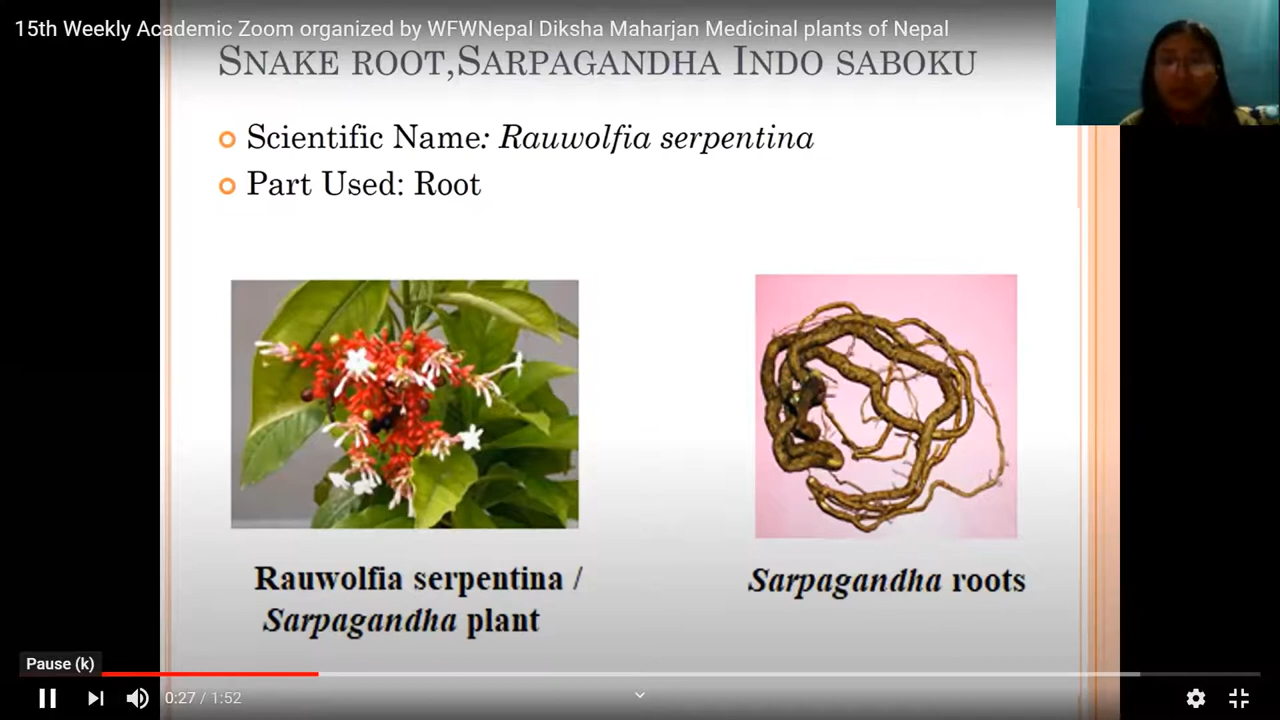 15th Weekly Academic Zoom organized by WFWNepal Diksha Maharjan Medicinal plants of Nepal
SNAKE ROOT,SARPAGANDHA INDO SABOKU
Scientific Name: Rauwolfia serpentina
Part Used: Root
Rauwolfia serpentina /
Sarpagandha plant
Sarpagandha roots
Pause (k)
0:27 / 1:52